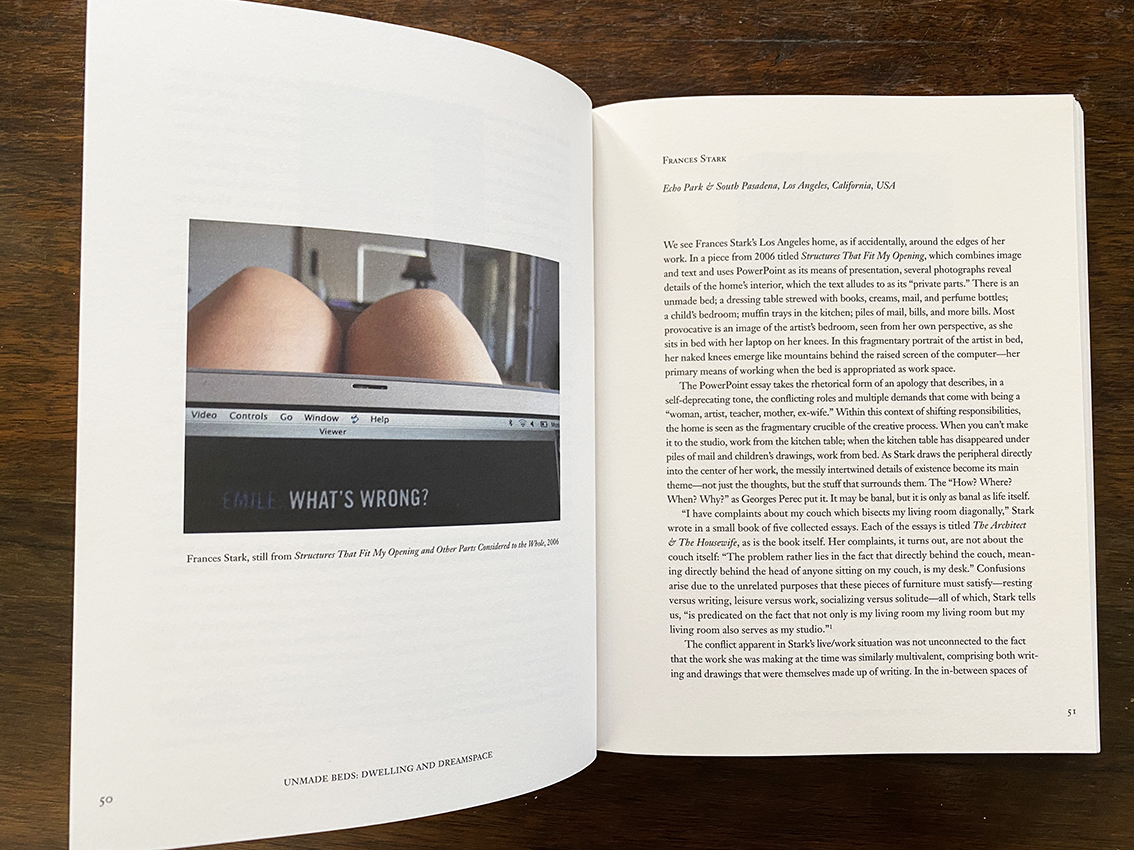 Video Controls Go Window Help
Viewer
EMILE WHAT'S WRONG?
Frances Stark, still from Structures That Fit My Opening and Other Parts Considered to the Whole, 2006
UNMADE BEDS: DWELLING AND DREAMSPACE
50
Frances Stark
Echo Park & South Pasadena, Los Angeles, California, USA
We see Frances Stark's Los Angeles home, as if accidentally, around the edges of her
work. In a piece from 2006 titled Structures That Fit My Opening, which combines image
and text and uses PowerPoint as its means of presentation, several photographs reveal
details of the home's interior, which the text alludes to as its “private parts.” There is an
unmade bed; a dressing table strewn with books, creams, mail, and perfume bottles;
a child's bedroom; muffin trays in the kitchen; piles of mail, bills, and more bills. Most
provocative is an image of the artist's bedroom, seen from her own perspective, as she
sits in bed with her laptop on her knees. In this fragmentary portrait of the artist in bed,
her naked knees emerge like mountains behind the raised screen of the computer—her
primary means of working when the bed is appropriated as work space.
The PowerPoint essay takes the rhetorical form of an apology that describes, in a
self-deprecating tone, the conflicting roles and multiple demands that come with being a
“woman, artist, teacher, mother, ex-wife.” Within this context of shifting responsibilities,
the home is seen as the fragmentary crucible of the creative process. When you can't make
it to the studio, work from the kitchen table; when the kitchen table has disappeared under
piles of mail and children's drawings, work from bed. As Stark draws the peripheral directly
into the center of her work, the messily intertwined details of existence become its main
theme—not just the thoughts, but the stuff that surrounds them. The “How? Where?
When? Why?” as Georges Perec put it. It may be banal, but it is only as banal as life itself.
“I have complaints about my couch which bisects my living room diagonally,” Stark
wrote in a small book of five collected essays. Each of the essays is titled The Architect
& The Housewife, as is the book itself. Her complaints, it turns out, are not about the
couch itself: “The problem rather lies in the fact that directly behind the couch, mean-
ing directly behind the head of anyone sitting on my couch, is my desk.” Confusions
arise due to the unrelated purposes that these pieces of furniture must satisfy—resting
versus writing, leisure versus work, socializing versus solitude—all of which, Stark tells
us, “is predicated on the fact that not only is my living room my living room but my
living room also serves as my studio.”1
The conflict apparent in Stark's live/work situation was not unconnected to the fact
that the work she was making at the time was similarly multivalent, comprising both writ-
ing and drawings that were themselves made up of writing. In the in-between spaces of
51